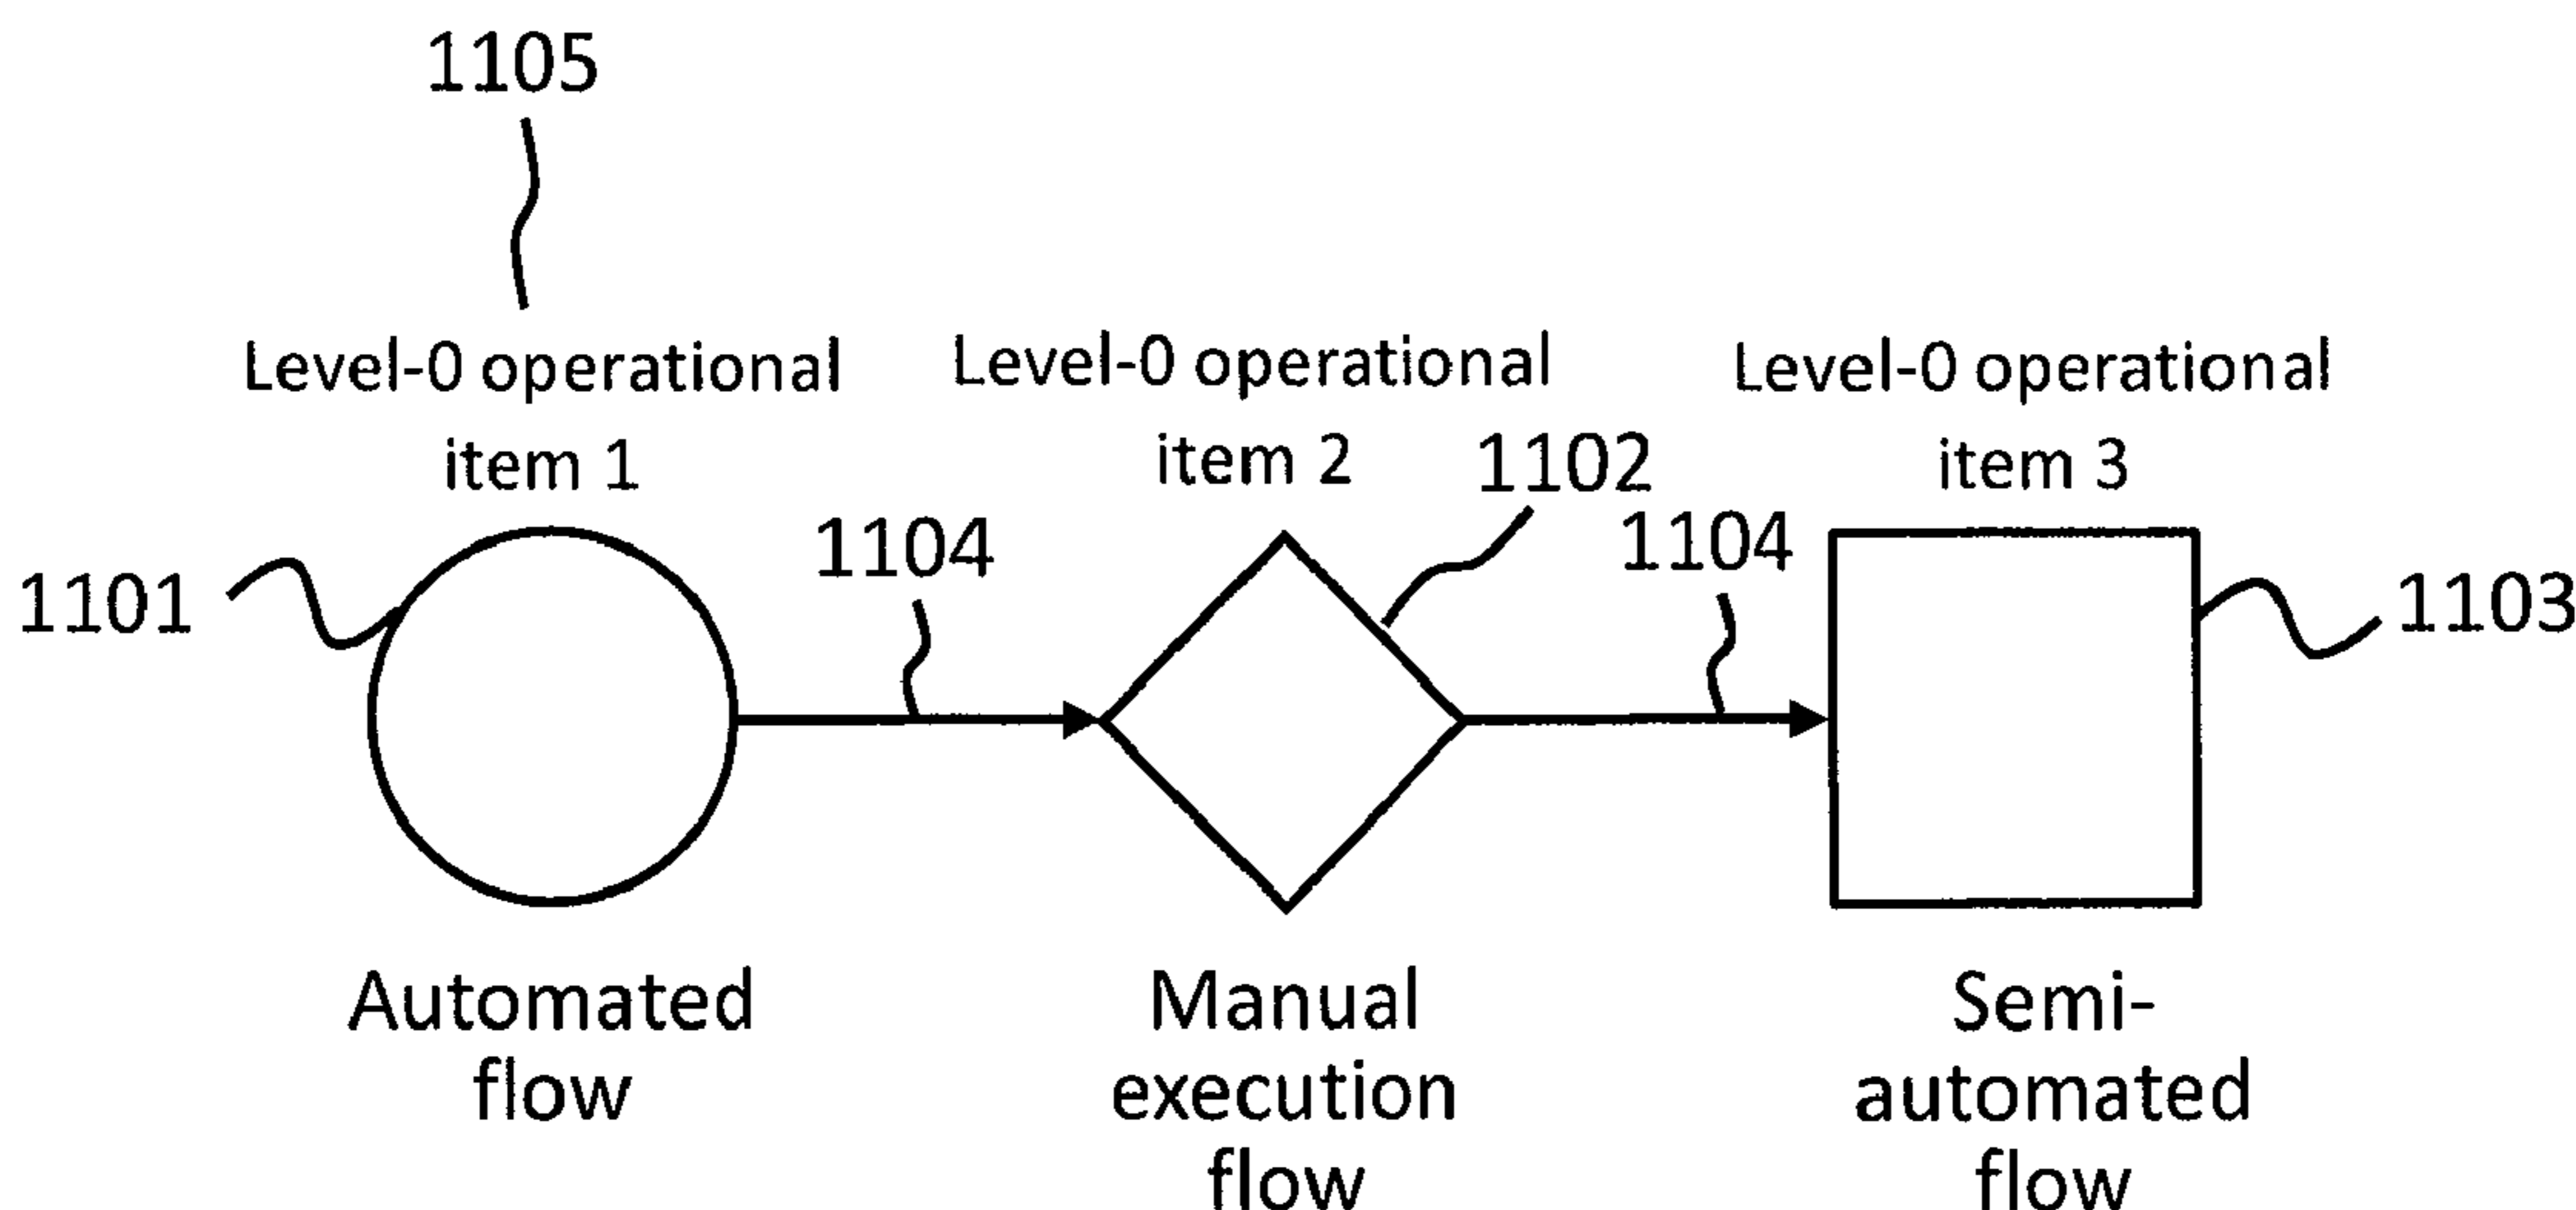 1105
Level-0 operational
item 1
Level-0 operational
item 2
Level-0 operational
item 3
1102
1104
1104
1101
1103
Automated
flow
Manual
execution
flow
Semi-
automated
flow